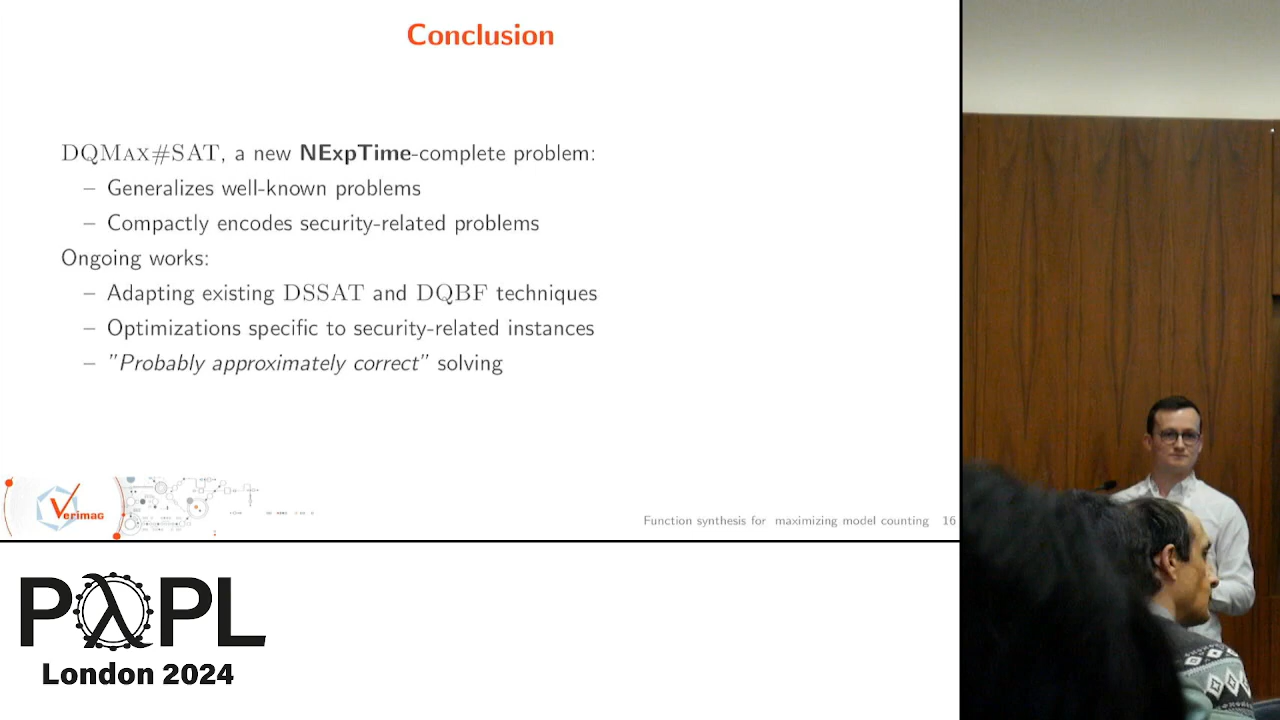 Conclusion
DQMax#SAT, a new NExpTime-complete problem:
– Generalizes well-known problems
– Compactly encodes security-related problems
Ongoing works:
– Adapting existing DSSAT and DQBF techniques
– Optimizations specific to security-related instances
– ”Probably approximately correct” solving
Verimag
Function synthesis for maximizing model counting 16
PλPL
London 2024